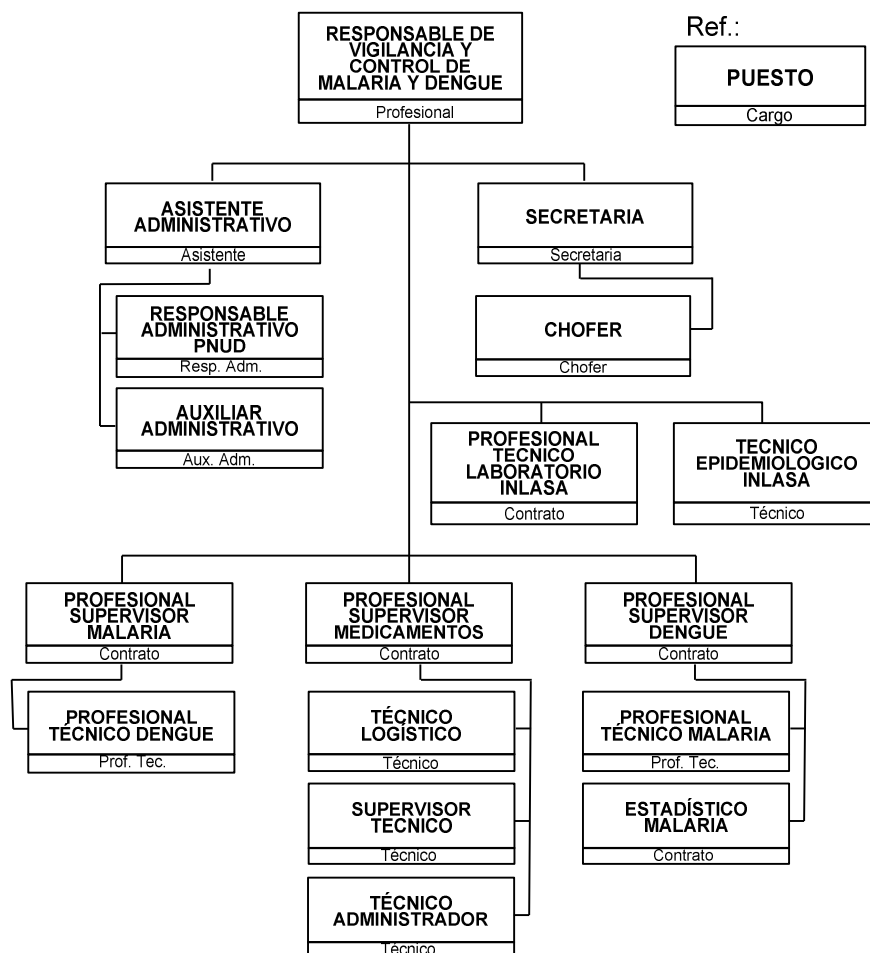 RESPONSABLE DE
VIGILANCIA Y
CONTROL DE
MALARIA Y DENGUE
Profesional
Ref.:
PUESTO
Cargo
ASISTENTE
ADMINISTRATIVO
Asistente
SECRETARIA
Secretaria
RESPONSABLE
ADMINISTRATIVO
PNUD
Resp. Adm.
CHOFER
Chofer
AUXILIAR
ADMINISTRATIVO
Aux. Adm.
PROFESIONAL
TECNICO
LABORATORIO
INLASA
Contrato
TECNICO
EPIDEMIOLOGICO
INLASA
Técnico
PROFESIONAL
SUPERVISOR
MALARIA
Contrato
PROFESIONAL
SUPERVISOR
MEDICAMENTOS
Contrato
PROFESIONAL
SUPERVISOR
DENGUE
Contrato
PROFESIONAL
TÉCNICO DENGUE
Prof. Tec.
TÉCNICO
LOGÍSTICO
Técnico
PROFESIONAL
TÉCNICO MALARIA
Prof. Tec.
SUPERVISOR
TECNICO
Técnico
ESTADÍSTICO
MALARIA
Contrato
TÉCNICO
ADMINISTRADOR
Técnico